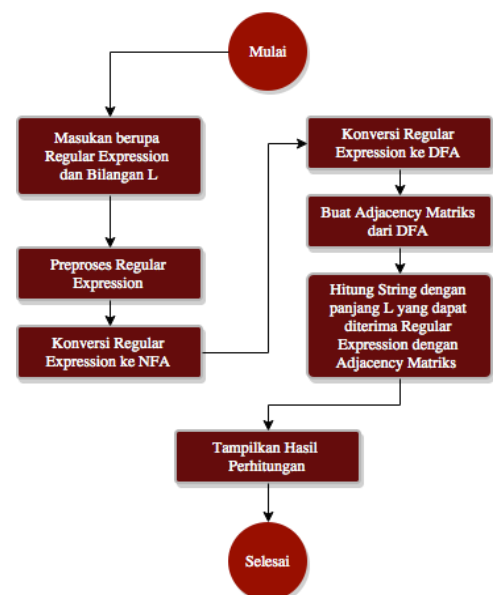 Mulai
Masukan berupa
Regular Expression
dan Bilangan L
Preproses Regular
Expression
Konversi Regular
Expression ke NFA
Konversi Regular
Expression ke DFA
Buat Adjacency Matriks
dari DFA
Hitung String dengan
panjang L yang dapat
diterima Regular
Expression dengan
Adjacency Matriks
Tampilkan Hasil
Perhitungan
Selesai